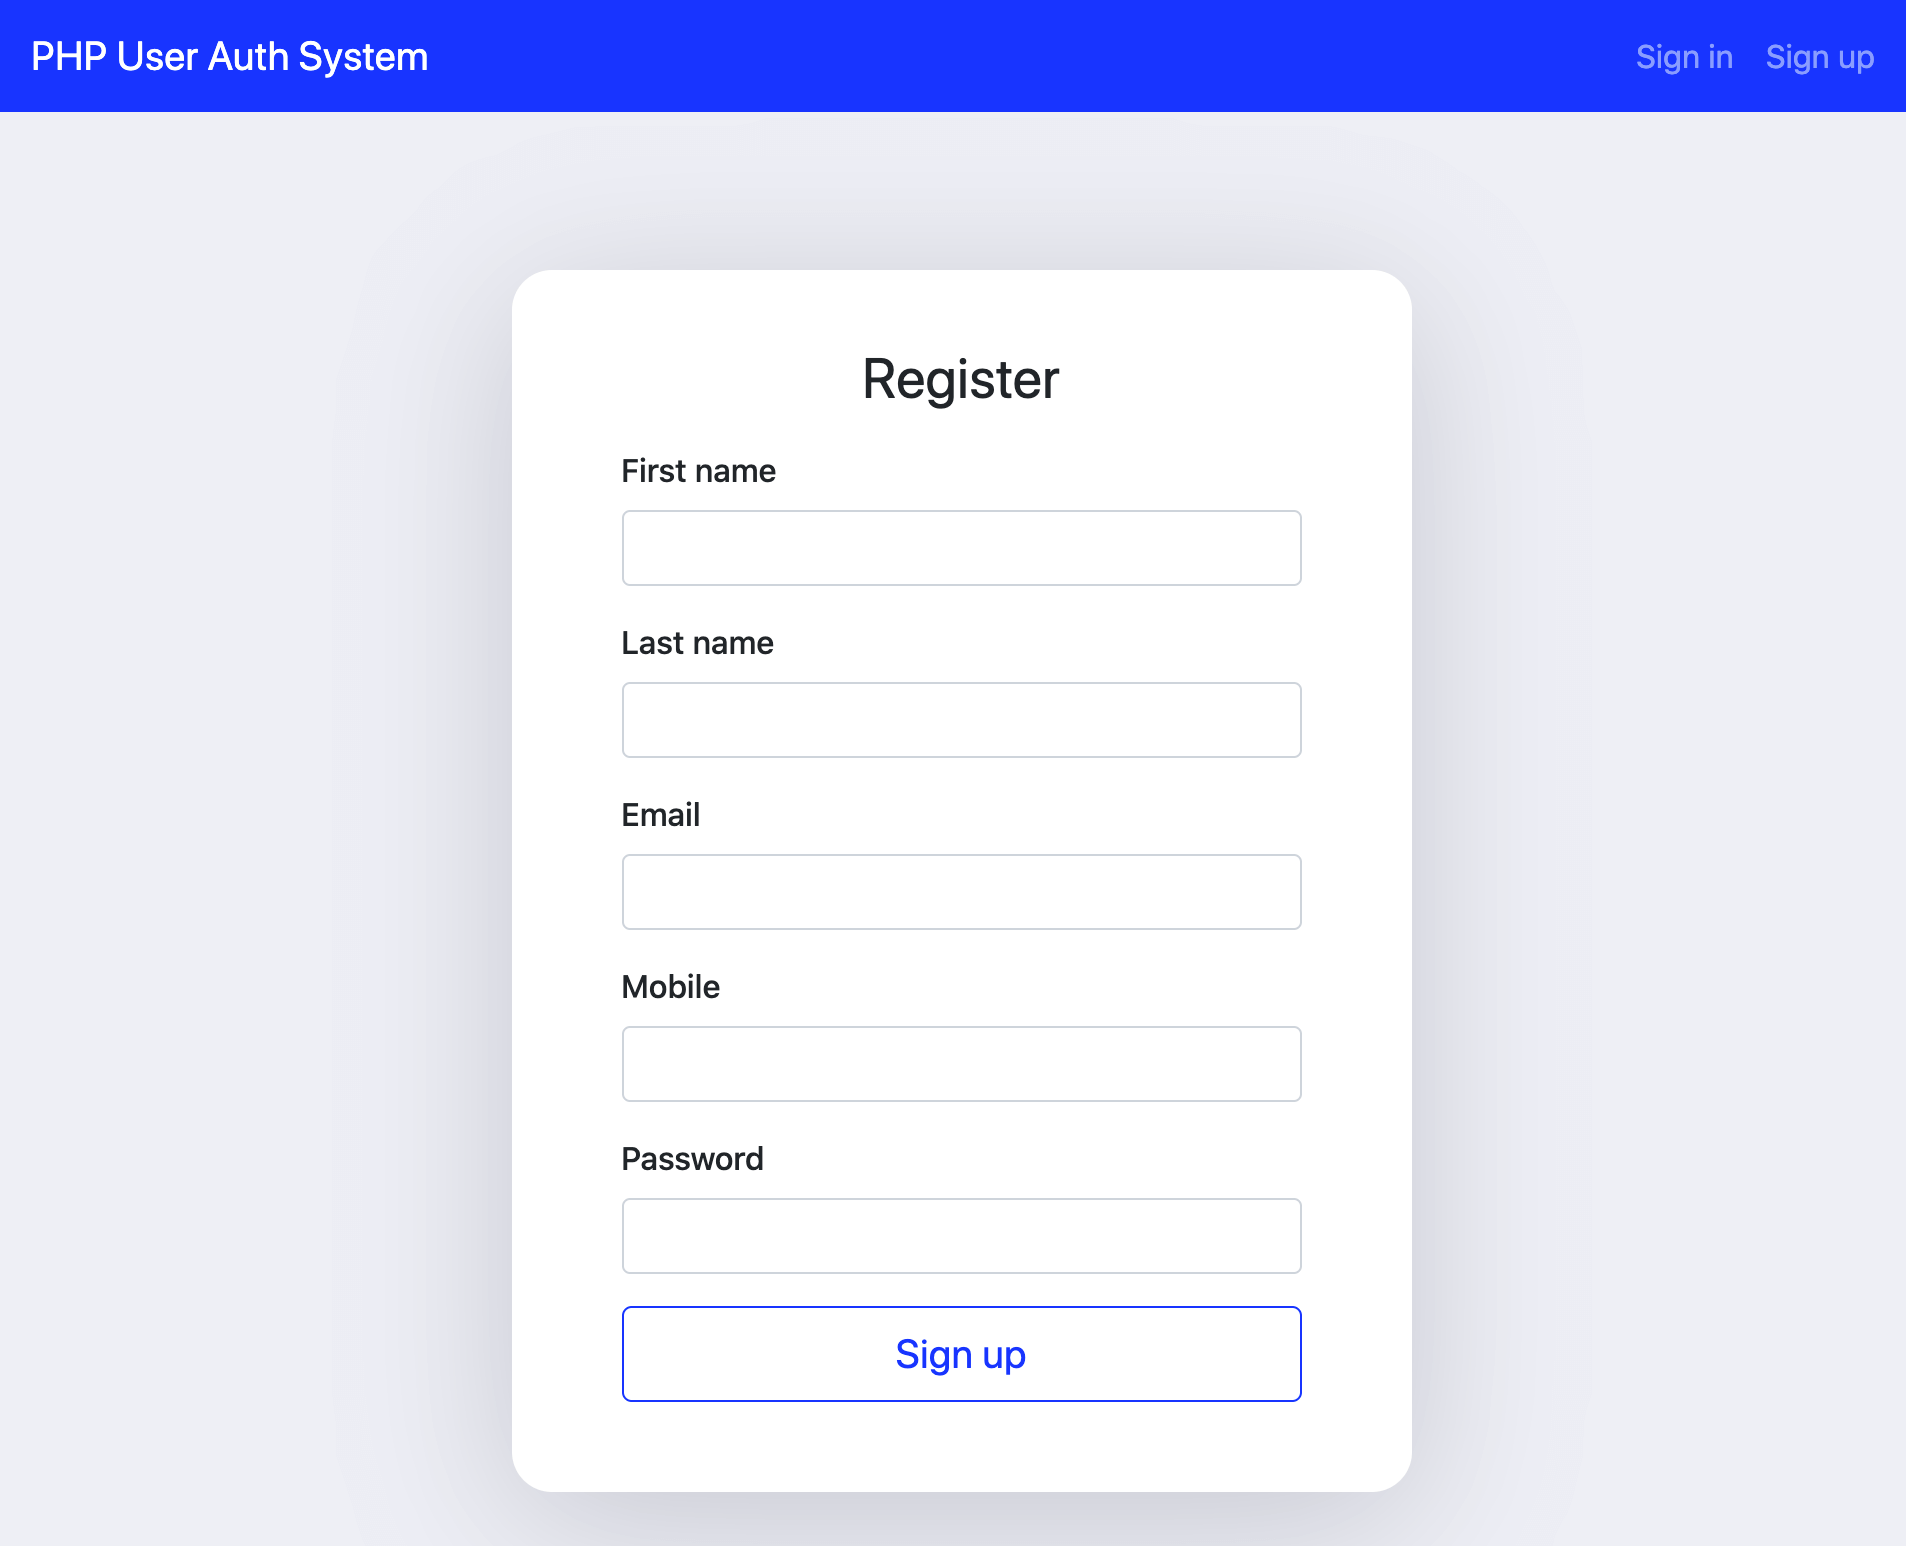 PHP User Auth System
Sign in Sign up
Register
First name
Last name
Email
Mobile
Password
Sign up